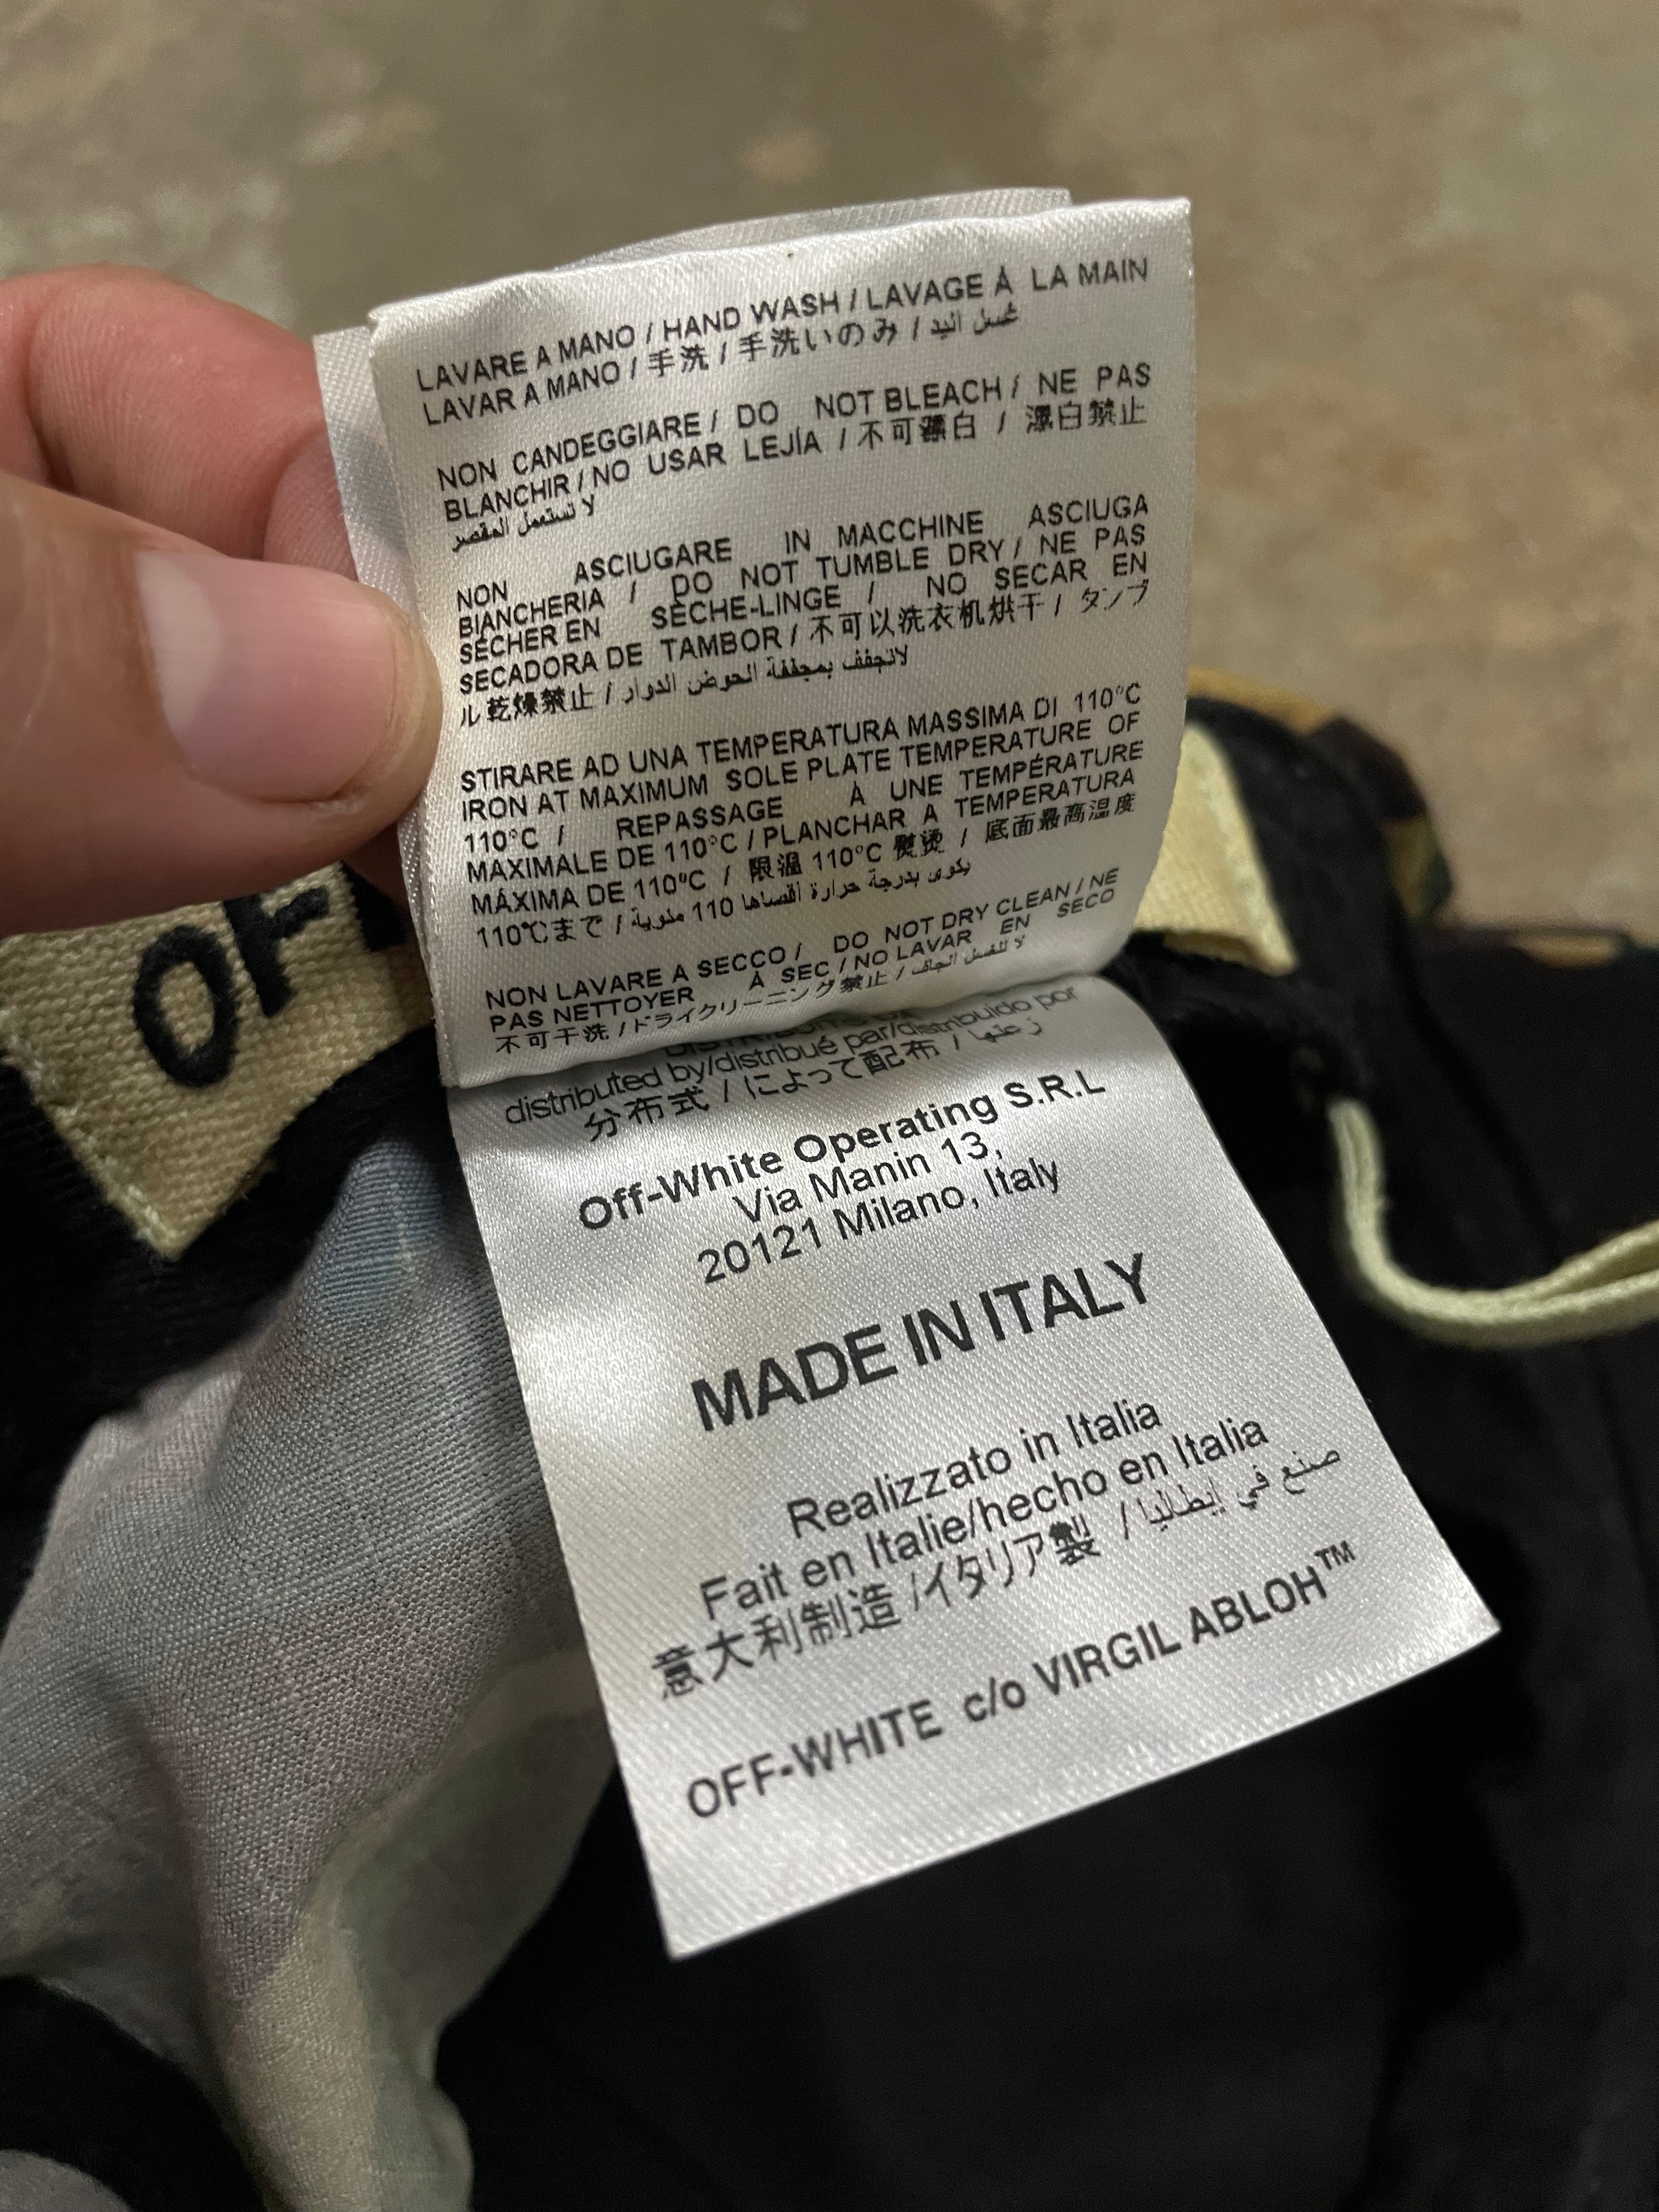 LAVARE A MANO / HAND WASH / LAVAGE À LA MAIN
LAVAR A MANO / 手洗 / 手洗いのみ / غسل اليد
NON CANDEGGIARE / DO NOT BLEACH / NE PAS
BLANCHIR / NO USAR LEJÍA / 不可漂白 / 漂白禁止
لا تستعمل المقصر
NON ASCIUGARE IN MACCHINE ASCIUGA
BIANCHERIA / DO NOT TUMBLE DRY / NE PAS
SÉCHER EN SÈCHE-LINGE / NO SECAR EN
SECADORA DE TAMBOR / 不可以洗衣机烘干 / タンブ
ル乾燥禁止 / لاتجفف بمجففة الحوض الدوار
STIRARE AD UNA TEMPERATURA MASSIMA DI 110°C
IRON AT MAXIMUM SOLE PLATE TEMPERATURE OF
110°C / REPASSAGE À UNE TEMPÉRATURE
MAXIMALE DE 110°C / PLANCHAR A TEMPERATURA
MÁXIMA DE 110°C / 限温 110°C 熨烫 / 底面最高温度
110℃まで / يكوى بدرجة حرارة أقصاها 110 مئوية
NON LAVARE A SECCO / DO NOT DRY CLEAN / NE
PAS NETTOYER À SEC / NO LAVAR EN SECO
不可干洗 / ドライクリーニング禁止 /
distributed by/distribué par/distribuido por
分布式 / によって配布 /
Off-White Operating S.R.L
Via Manin 13,
20121 Milano, Italy
MADE IN ITALY
Realizzato in Italia
Fait en Italie/hecho en Italia
意大利制造 /イタリア製 / صنع في إيطاليا
OFF-WHITE c/o VIRGIL ABLOH™